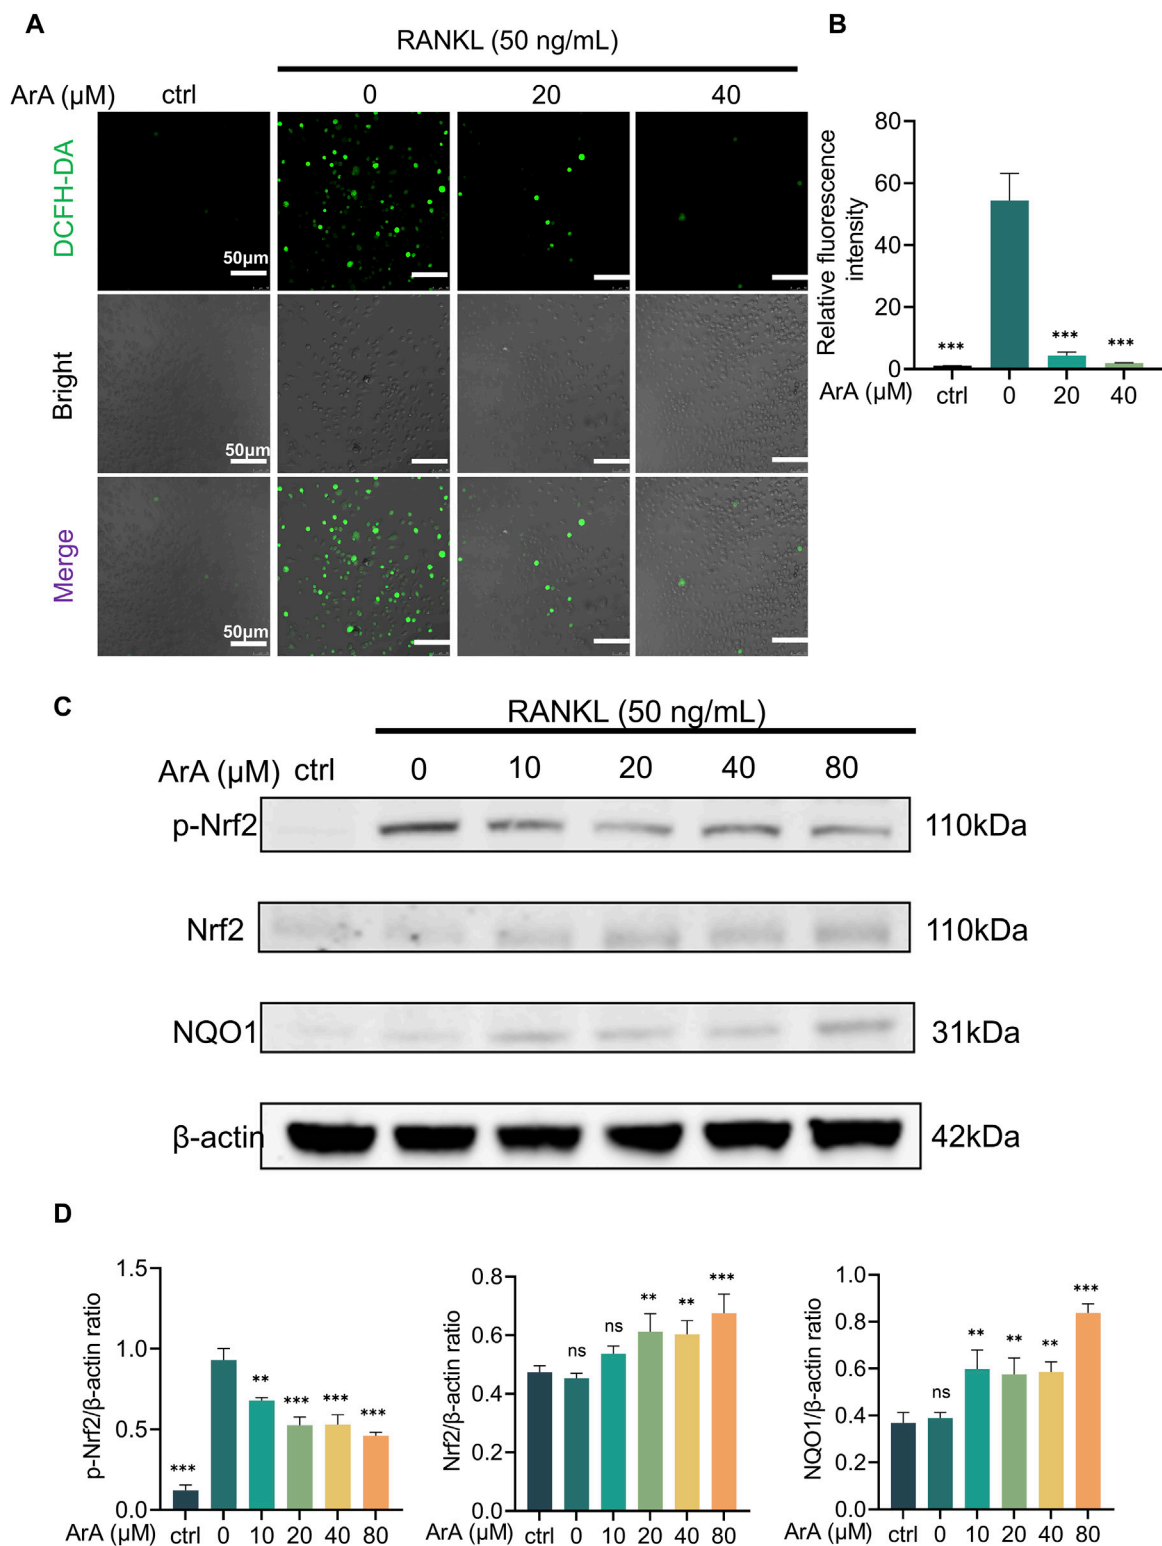 A
RANKL (50 ng/mL)
ArA (μM) ctrl 0 20 40
DCFH-DA
50μm
Bright
50μm
Merge
50μm
B
Relative fluorescence
intensity
80
60
40
20
0
*** *** ***
ArA (μM) ctrl 0 20 40
C
RANKL (50 ng/mL)
ArA (μM) ctrl 0 10 20 40 80
p-Nrf2 110kDa
Nrf2 110kDa
NQO1 31kDa
β-actin 42kDa
D
p-Nrf2/β-actin ratio
1.5
1.0
0.5
0.0
*** ** *** *** ***
ArA (μM) ctrl 0 10 20 40 80
Nrf2/β-actin ratio
0.8
0.6
0.4
0.2
0.0
ns ns ** ** ***
ArA (μM) ctrl 0 10 20 40 80
NQO1/β-actin ratio
1.0
0.8
0.6
0.4
0.2
0.0
ns ** ** ** ***
ArA (μM) ctrl 0 10 20 40 80